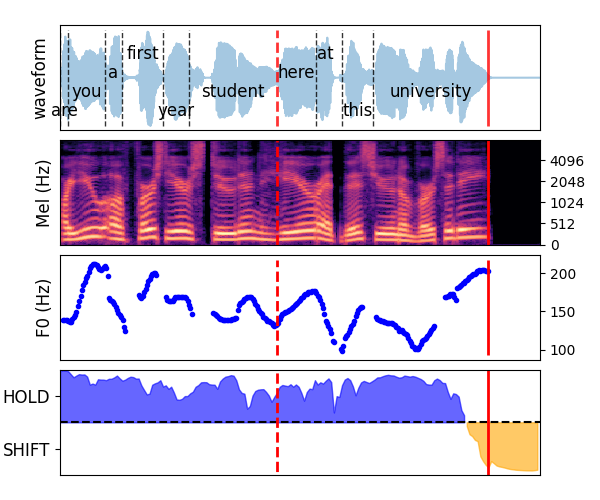 waveform
are you a first year student here at this university
Mel (Hz)
4096
2048
1024
512
0
F0 (Hz)
200
150
100
HOLD
SHIFT